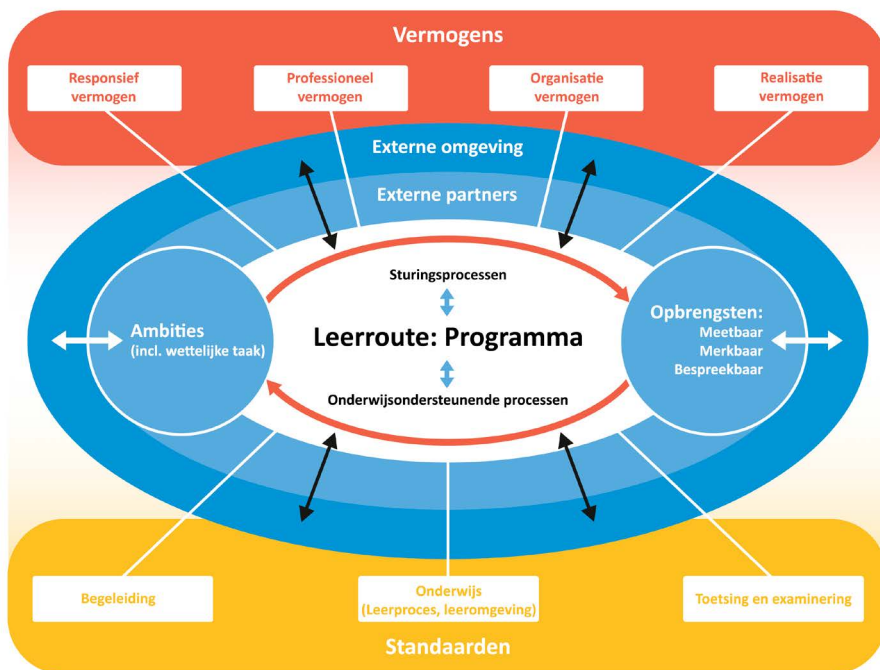 Vermogens
Responsief
vermogen
Professioneel
vermogen
Organisatie
vermogen
Realisatie
vermogen
Externe omgeving
Externe partners
Sturingsprocessen
Ambities
(incl. wettelijke taak)
Leerroute: Programma
Opbrengsten:
Meetbaar
Merkbaar
Bespreekbaar
Onderwijsondersteunende processen
Begeleiding
Onderwijs
(Leerproces, leeromgeving)
Toetsing en examinering
Standaarden